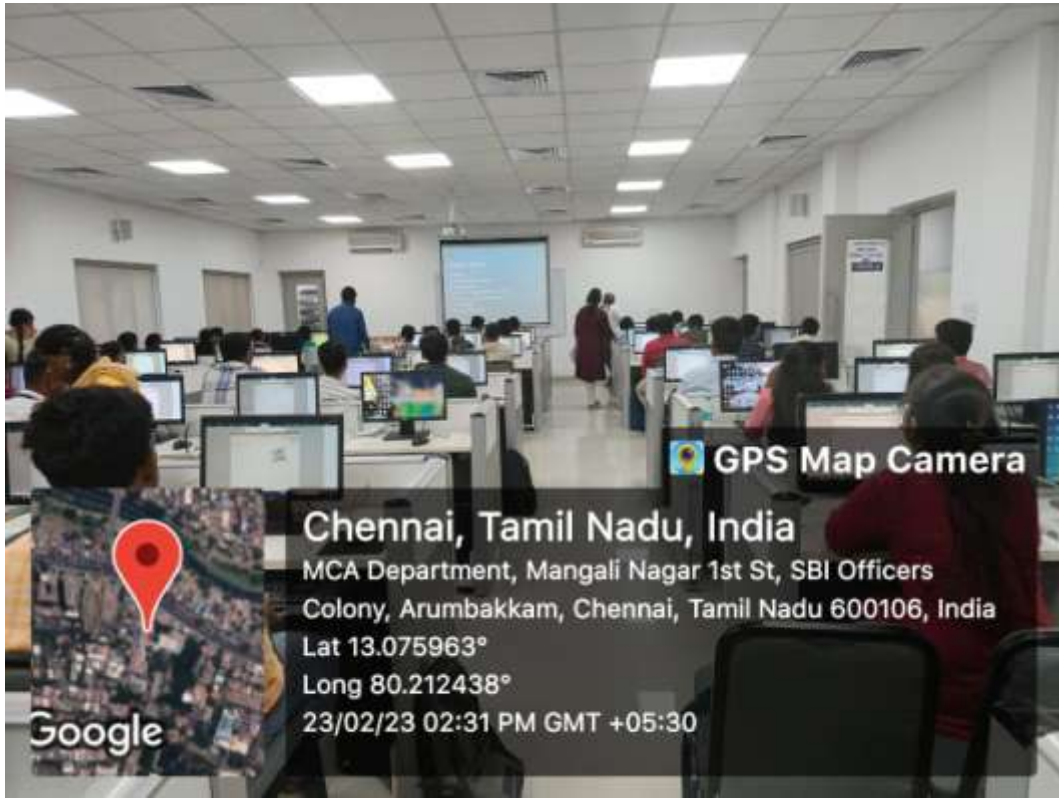 GPS Map Camera
Chennai, Tamil Nadu, India
MCA Department, Mangali Nagar 1st St, SBI Officers
Colony, Arumbakkam, Chennai, Tamil Nadu 600106, India
Lat 13.075963°
Long 80.212438°
23/02/23 02:31 PM GMT +05:30
Google